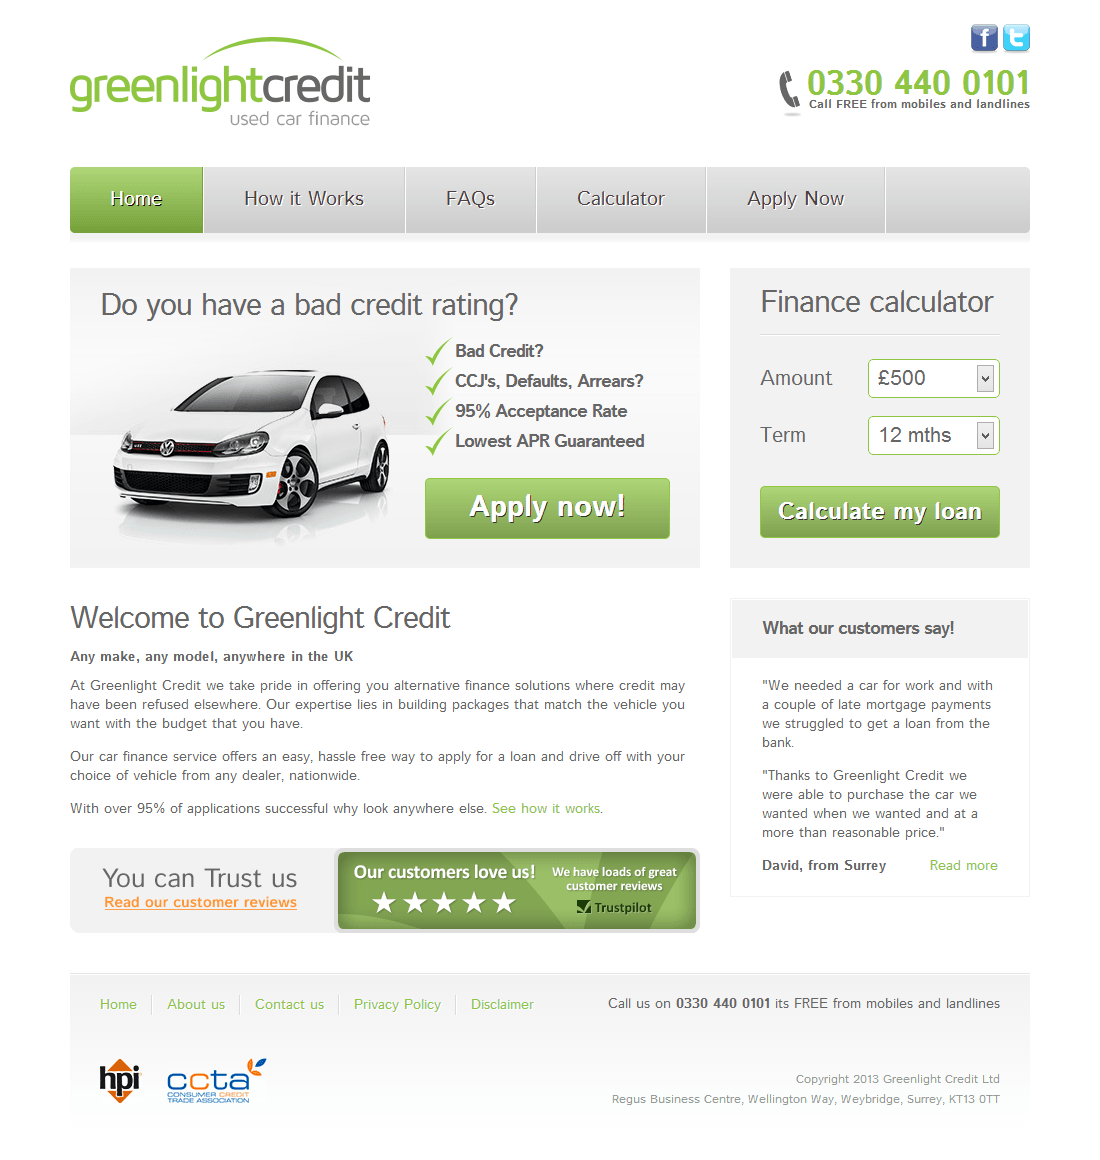 greenlightcredit
used car finance
0330 440 0101
Call FREE from mobiles and landlines
Home
How it Works
FAQs
Calculator
Apply Now
Do you have a bad credit rating?
Bad Credit?
CCJ's, Defaults, Arrears?
95% Acceptance Rate
Lowest APR Guaranteed
Apply now!
Finance calculator
Amount
£500
Term
12 mths
Calculate my loan
Welcome to Greenlight Credit
Any make, any model, anywhere in the UK
At Greenlight Credit we take pride in offering you alternative finance solutions where credit may
have been refused elsewhere. Our expertise lies in building packages that match the vehicle you
want with the budget that you have.
Our car finance service offers an easy, hassle free way to apply for a loan and drive off with your
choice of vehicle from any dealer, nationwide.
With over 95% of applications successful why look anywhere else. See how it works.
What our customers say!
"We needed a car for work and with
a couple of late mortgage payments
we struggled to get a loan from the
bank.
"Thanks to Greenlight Credit we
were able to purchase the car we
wanted when we wanted and at a
more than reasonable price."
David, from Surrey
Read more
You can Trust us
Read our customer reviews
Our customers love us!
We have loads of great
customer reviews
Trustpilot
Home
About us
Contact us
Privacy Policy
Disclaimer
Call us on 0330 440 0101 its FREE from mobiles and landlines
hpi
ccta
CONSUMER CREDIT
TRADE ASSOCIATION
Copyright 2013 Greenlight Credit Ltd
Regus Business Centre, Wellington Way, Weybridge, Surrey, KT13 0TT